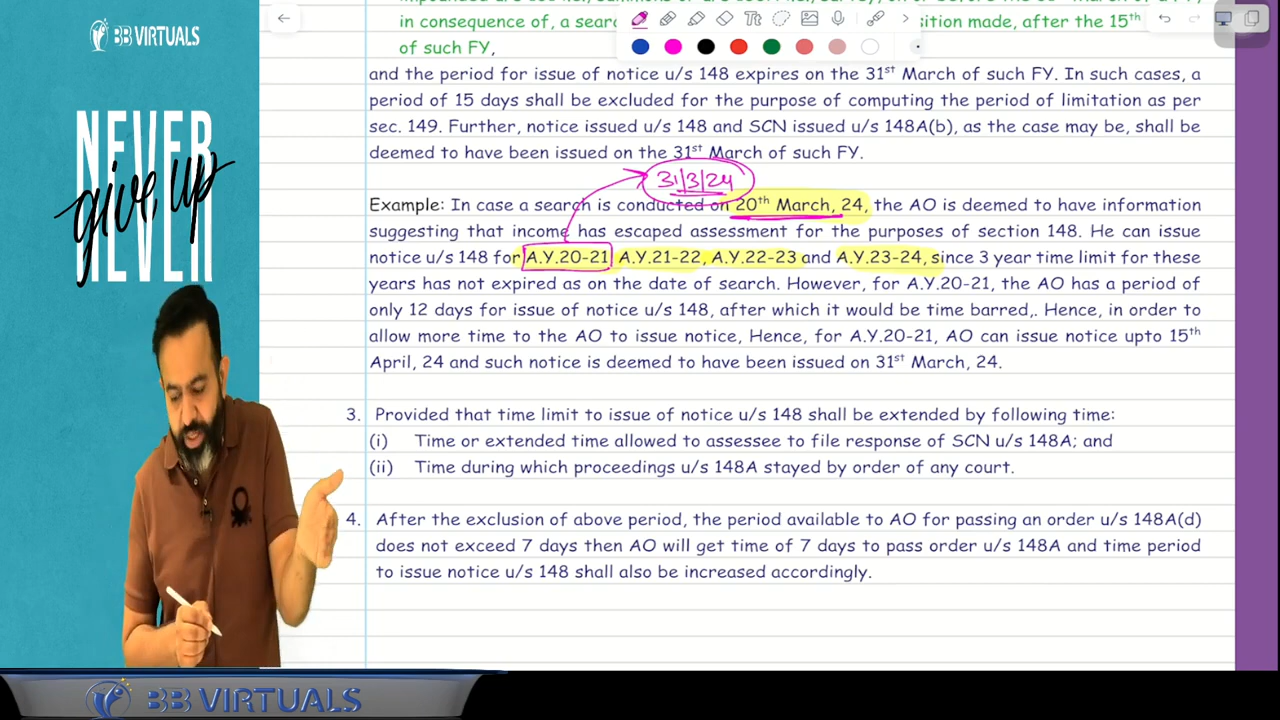 BB VIRTUALS
NEVER
give up
NEVER
in consequence of, a
of such FY,
sition made, after the 15th
and the period for issue of notice u/s 148 expires on the 31st March of such FY. In such cases, a
period of 15 days shall be excluded for the purpose of computing the period of limitation as per
sec. 149. Further, notice issued u/s 148 and SCN issued u/s 148A(b), as the case may be, shall be
deemed to have been issued on the 31st March of such FY.
31/3/24
Example: In case a search is conducted on 20th March, 24, the AO is deemed to have information
suggesting that income has escaped assessment for the purposes of section 148. He can issue
notice u/s 148 for A.Y.20-21 A.Y.21-22, A.Y.22-23 and A.Y.23-24, since 3 year time limit for these
years has not expired as on the date of search. However, for A.Y.20-21, the AO has a period of
only 12 days for issue of notice u/s 148, after which it would be time barred,. Hence, in order to
allow more time to the AO to issue notice, Hence, for A.Y.20-21, AO can issue notice upto 15th
April, 24 and such notice is deemed to have been issued on 31st March, 24.
3. Provided that time limit to issue of notice u/s 148 shall be extended by following time:
(i) Time or extended time allowed to assessee to file response of SCN u/s 148A; and
(ii) Time during which proceedings u/s 148A stayed by order of any court.
4. After the exclusion of above period, the period available to AO for passing an order u/s 148A(d)
does not exceed 7 days then AO will get time of 7 days to pass order u/s 148A and time period
to issue notice u/s 148 shall also be increased accordingly.
BB VIRTUALS